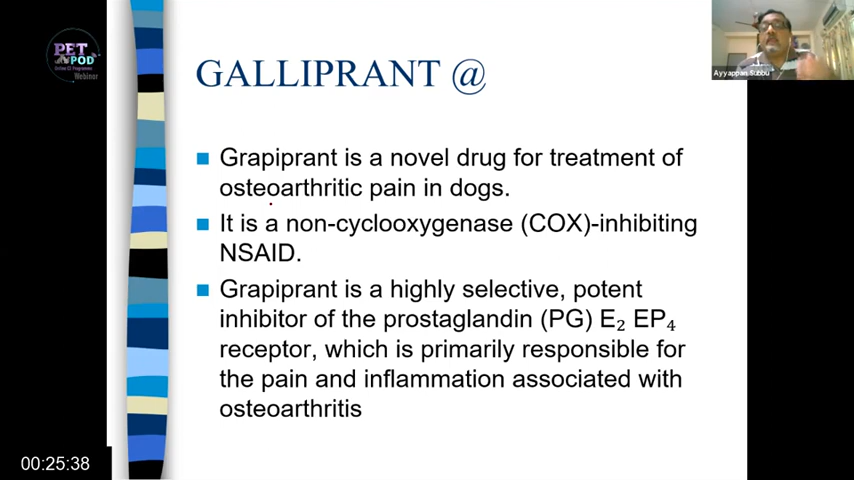 PET
POD
Webinar
GALLIPRANT @
Ayyappan Subbu
Grapiprant is a novel drug for treatment of
osteoarthritic pain in dogs.
It is a non-cyclooxygenase (COX)-inhibiting
NSAID.
Grapiprant is a highly selective, potent
inhibitor of the prostaglandin (PG) E₂ EP₄
receptor, which is primarily responsible for
the pain and inflammation associated with
osteoarthritis
00:25:38